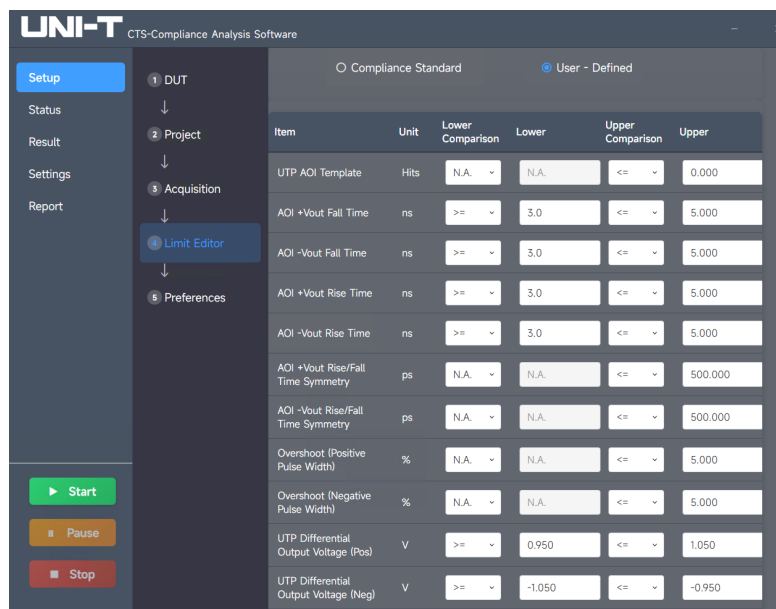 UNI-T CTS-Compliance Analysis Software
Setup
Status
Result
Settings
Report
Start
Pause
Stop
1 DUT
2 Project
3 Acquisition
4 Limit Editor
5 Preferences
Compliance Standard User - Defined
Item Unit Lower Comparison Lower Upper Comparison Upper
UTP AOI Template Hits N.A. N.A. <= 0.000
AOI +Vout Fall Time ns >= 3.0 <= 5.000
AOI -Vout Fall Time ns >= 3.0 <= 5.000
AOI +Vout Rise Time ns >= 3.0 <= 5.000
AOI -Vout Rise Time ns >= 3.0 <= 5.000
AOI +Vout Rise/Fall
Time Symmetry ps N.A. N.A. <= 500.000
AOI -Vout Rise/Fall
Time Symmetry ps N.A. N.A. <= 500.000
Overshoot (Positive
Pulse Width) % N.A. N.A. <= 5.000
Overshoot (Negative
Pulse Width) % N.A. N.A. <= 5.000
UTP Differential
Output Voltage (Pos) V >= 0.950 <= 1.050
UTP Differential
Output Voltage (Neg) V >= -1.050 <= -0.950